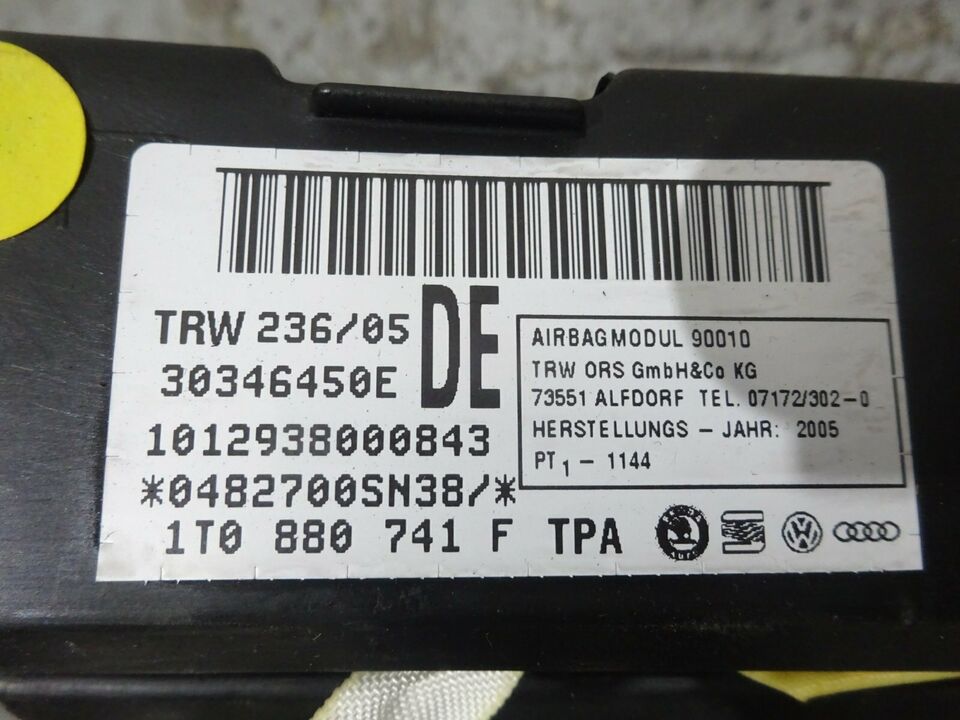 TRW 236/05
DE
30346450E
1012938000843
*0482700SN38/*
1T0 880 741 F TPA
AIRBAGMODUL 90010
TRW ORS GmbH&Co KG
73551 ALFDORF TEL. 07172/302-0
HERSTELLUNGS - JAHR: 2005
PT1 - 1144